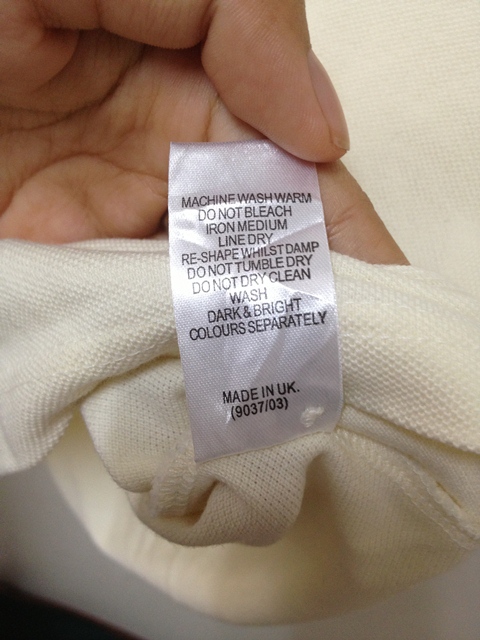 MACHINE WASH WARM
DO NOT BLEACH
IRON MEDIUM
LINE DRY
RE-SHAPE WHILST DAMP
DO NOT TUMBLE DRY
DO NOT DRY CLEAN
WASH
DARK & BRIGHT
COLOURS SEPARATELY
MADE IN UK.
(9037/03)